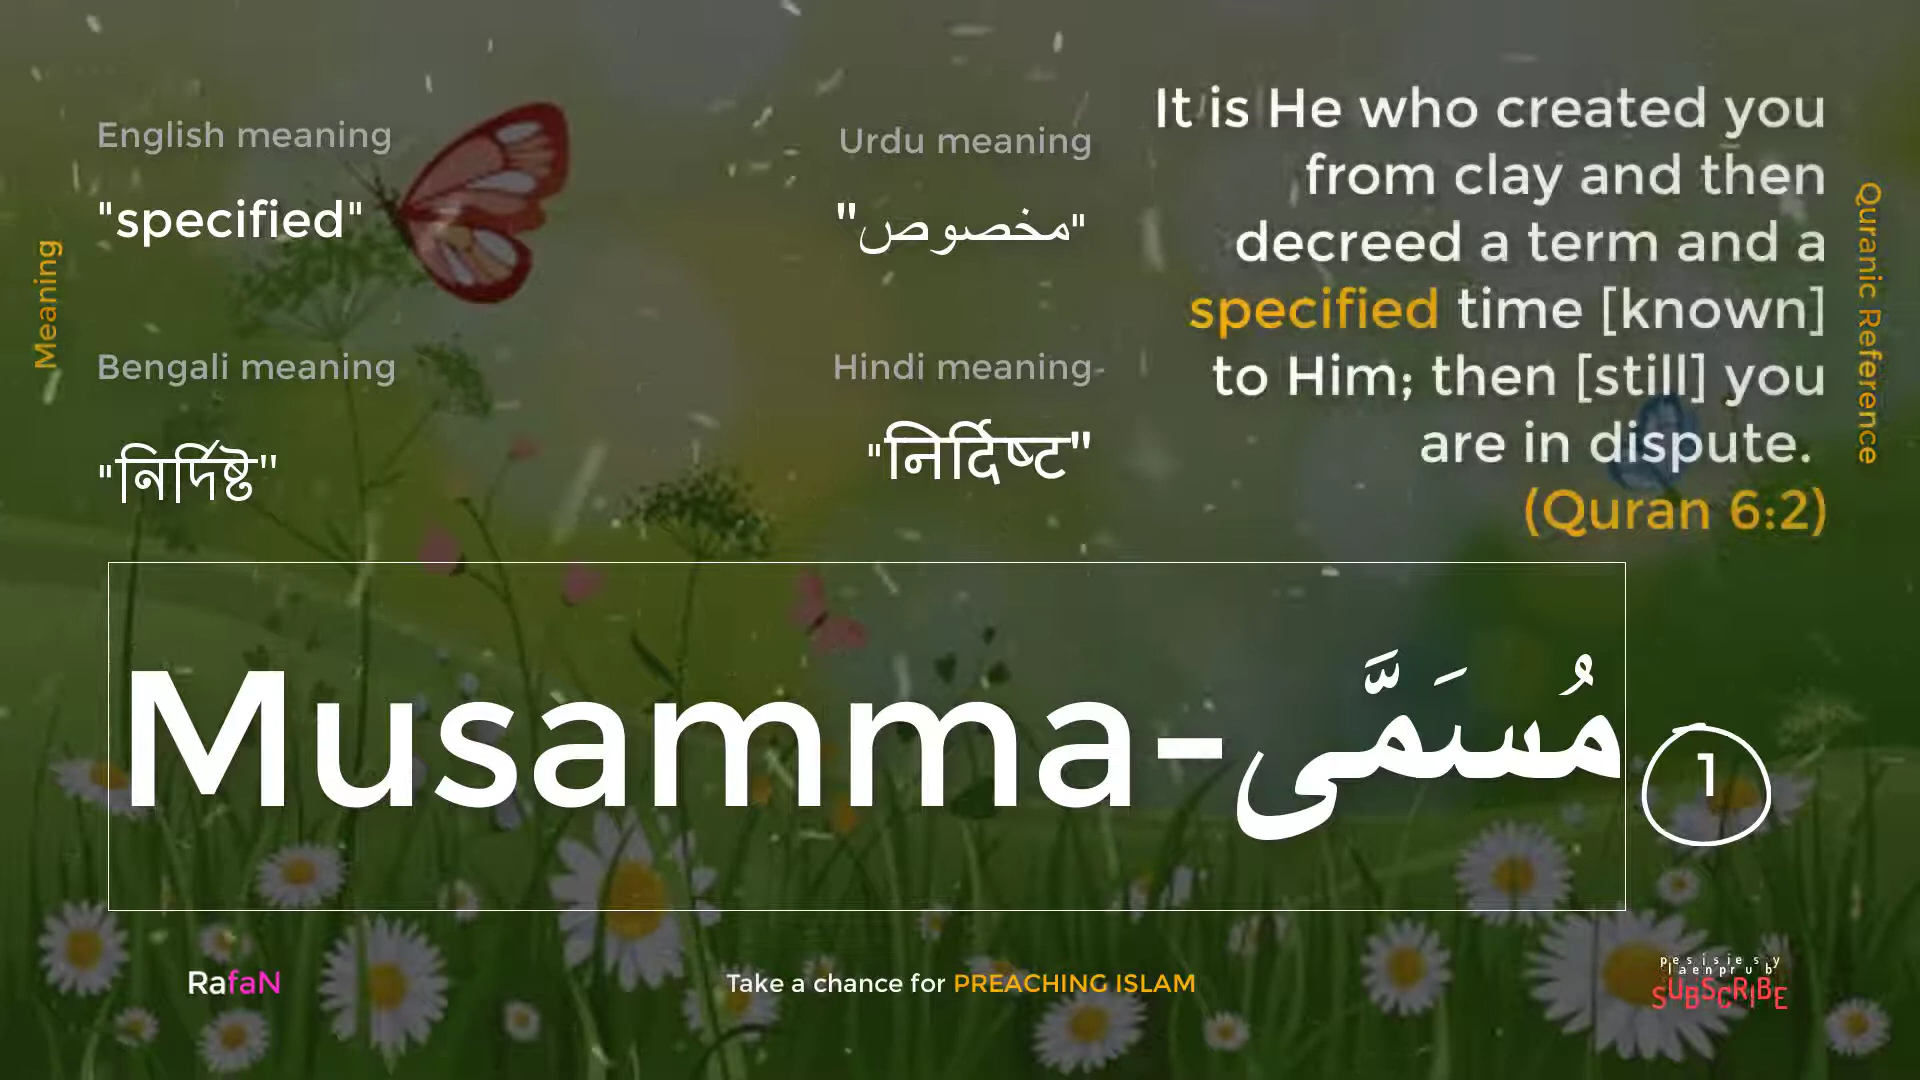 Meaning
English meaning
"specified"
Urdu meaning
"مخصوص"
Bengali meaning
"নির্দিষ্ট"
Hindi meaning-
"निर्दिष्ट"
It is He who created you
from clay and then
decreed a term and a
specified time [known]
to Him; then [still] you
are in dispute.
(Quran 6:2)
Quranic Reference
Musamma-مُسَمَّى
1
RafaN
Take a chance for PREACHING ISLAM
SUBSCRIBE